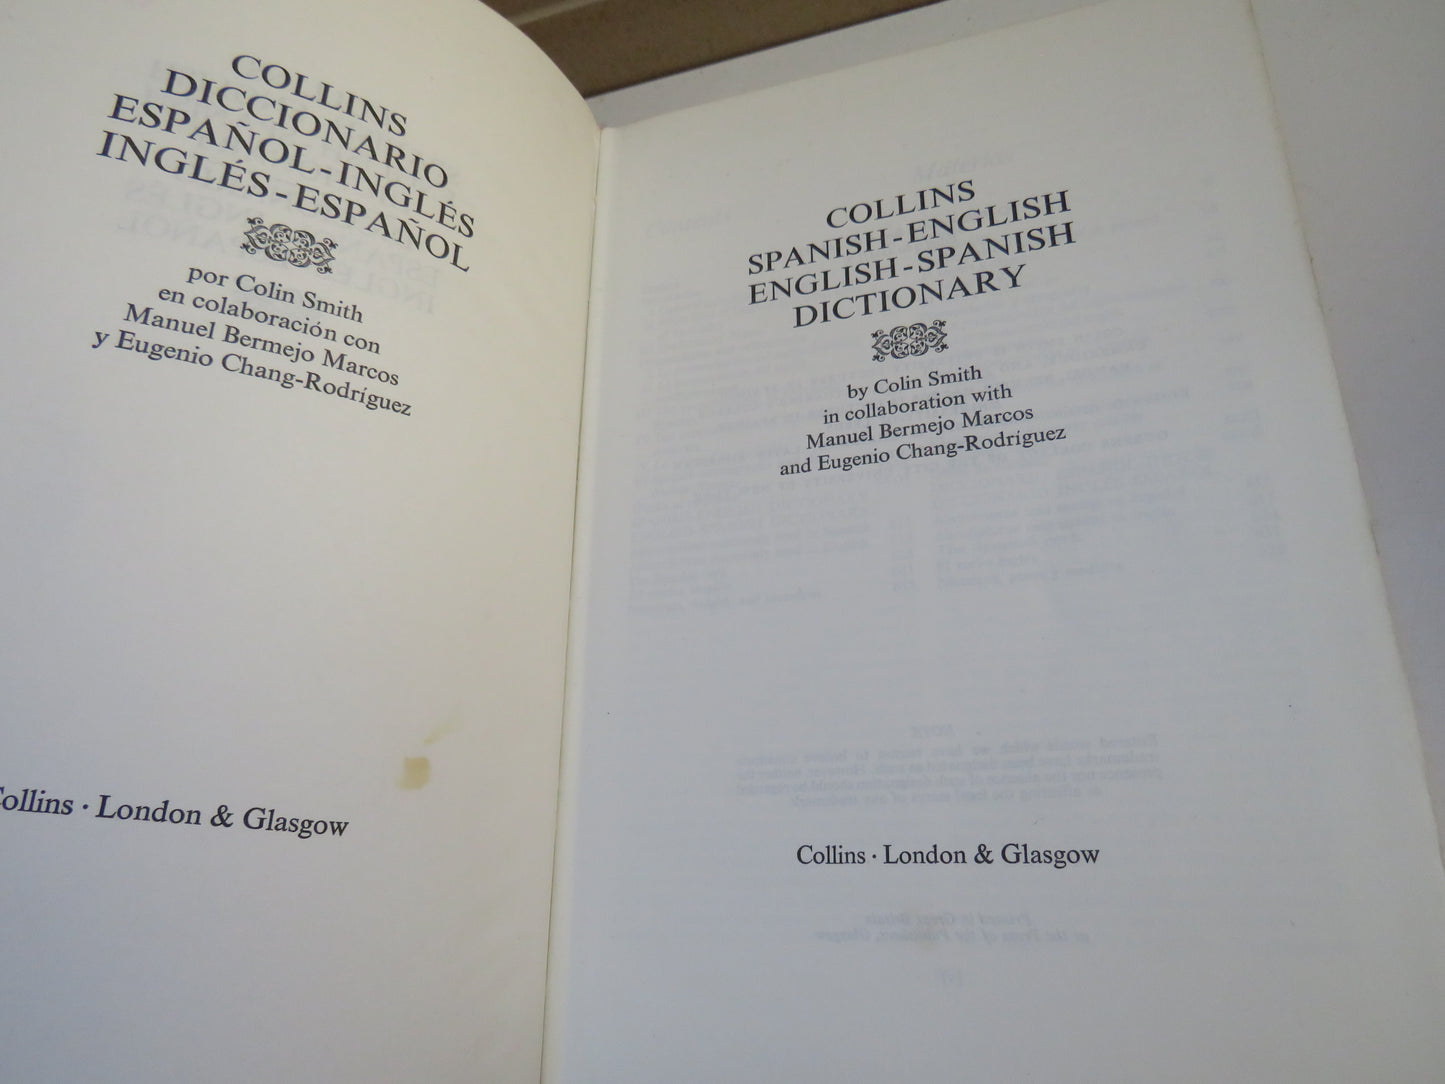 COLLINS
DICCIONARIO
ESPAÑOL-INGLÉS
INGLÉS-ESPAÑOL
por Colin Smith
en colaboración con
Manuel Bermejo Marcos
y Eugenio Chang-Rodríguez
Collins · London & Glasgow
COLLINS
SPANISH-ENGLISH
ENGLISH-SPANISH
DICTIONARY
by Colin Smith
in collaboration with
Manuel Bermejo Marcos
and Eugenio Chang-Rodríguez
Collins · London & Glasgow